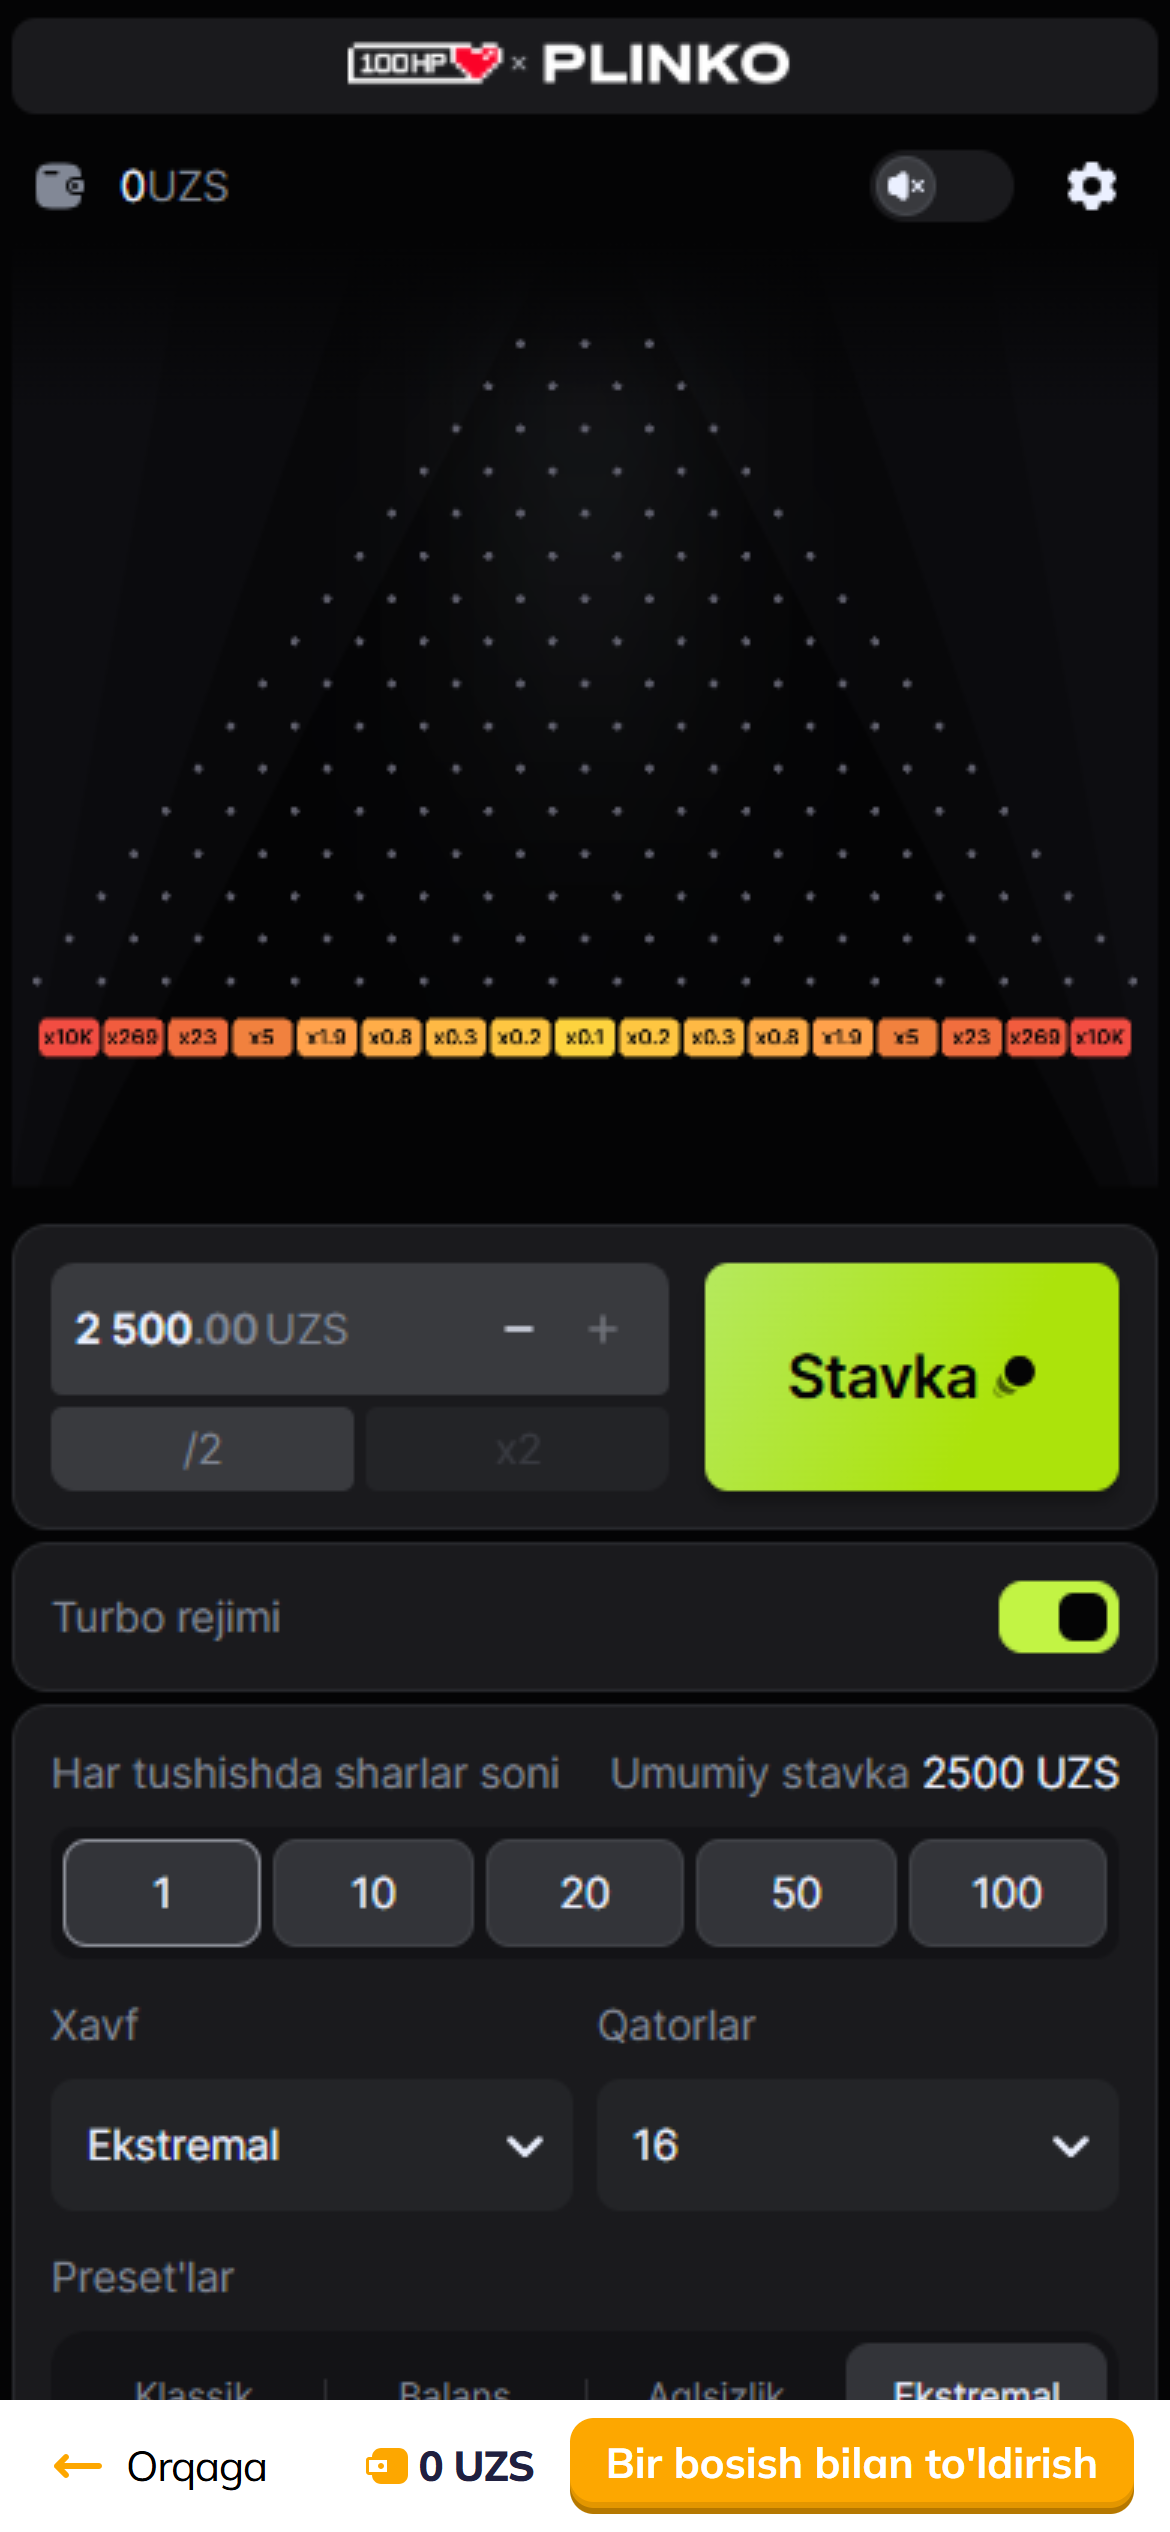 100HP × PLINKO
0UZS
x10K x269 x23 x5 x1.9 x0.8 x0.3 x0.2 x0.1 x0.2 x0.3 x0.8 x1.9 x5 x23 x269 x10K
2 500.00 UZS − +
Stavka
/2 x2
Turbo rejimi
Har tushishda sharlar soni Umumiy stavka 2500 UZS
1 10 20 50 100
Xavf Qatorlar
Ekstremal 16
Preset'lar
Klassik Balans Aqlsizlik Ekstremal
← Orqaga 0 UZS Bir bosish bilan to'ldirish